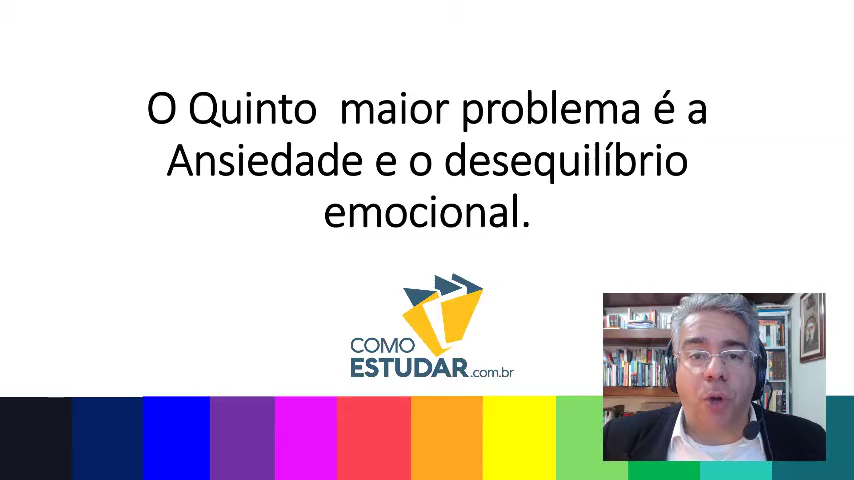 O Quinto  maior problema é a
Ansiedade e o desequilíbrio
emocional.
COMO
ESTUDAR.com.br